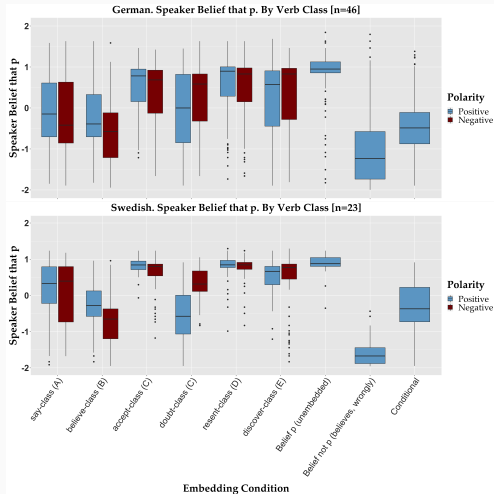 German. Speaker Belief that p. By Verb Class [n=46]
Speaker Belief that p
2
1
0
-1
-2
Polarity
Positive
Negative
Swedish. Speaker Belief that p. By Verb Class [n=23]
Speaker Belief that p
2
1
0
-1
-2
Polarity
Positive
Negative
say-class (A)
believe-class (B)
accept-class (C)
doubt-class (C)
resent-class (D)
discover-class (E)
Belief p (unembedded)
Belief not p (believes, wrongly)
Conditional
Embedding Condition